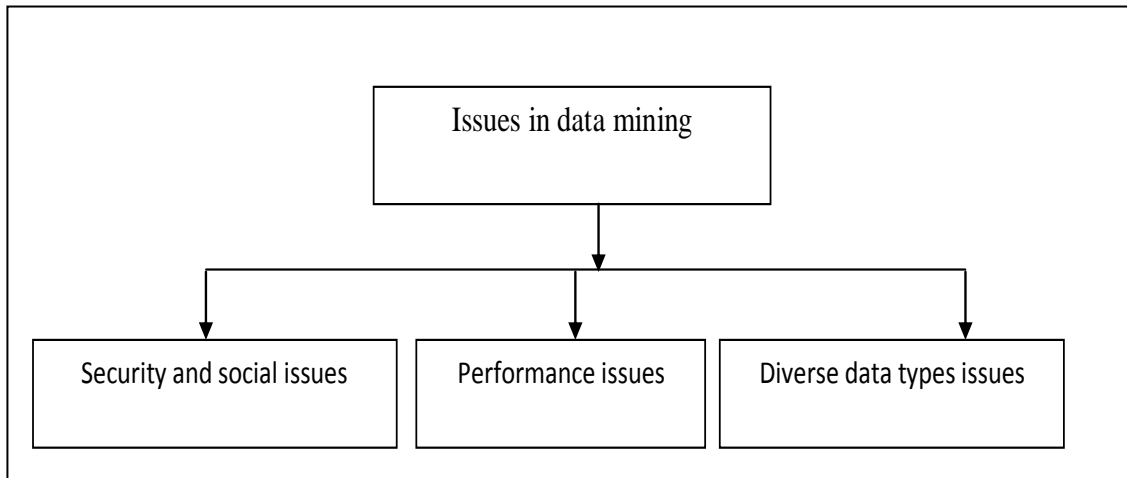 Issues in data mining
Security and social issues
Performance issues
Diverse data types issues